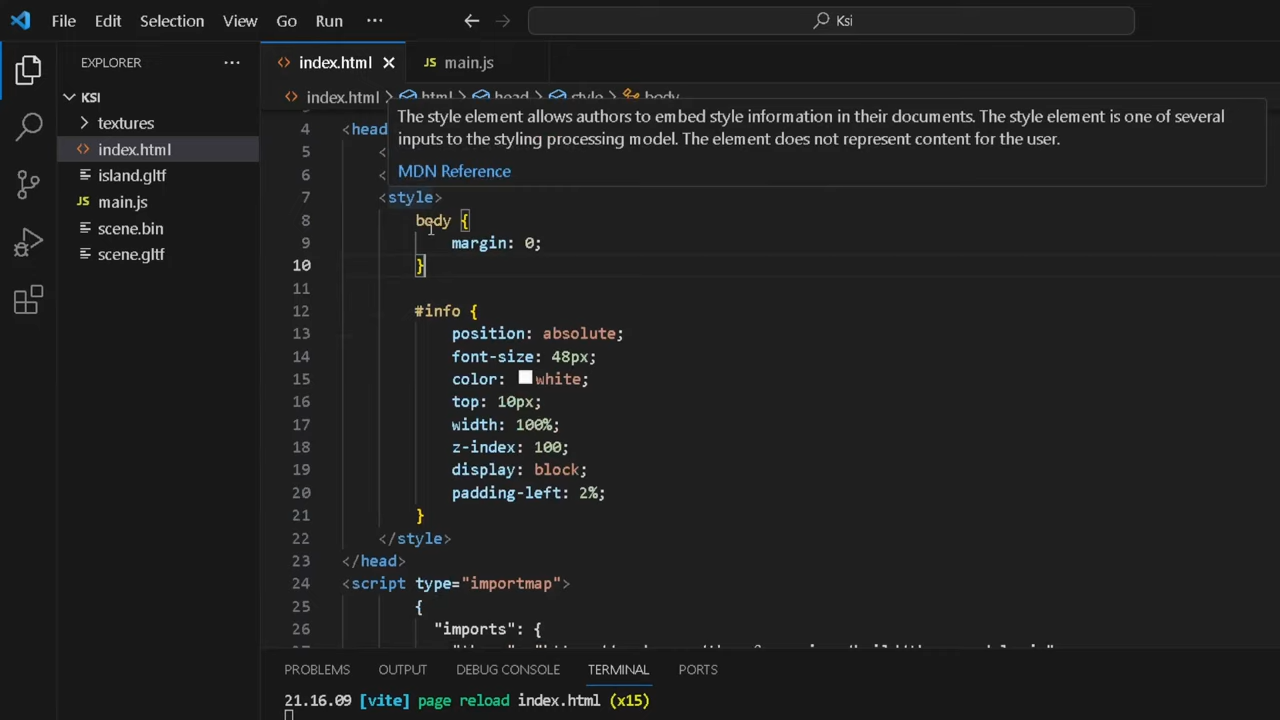 File Edit Selection View Go Run ··· Ksi
EXPLORER ···
KSI
textures
index.html
island.gltf
JS main.js
scene.bin
scene.gltf
index.html JS main.js
index.html > html > head > style > body
The style element allows authors to embed style information in their documents. The style element is one of several
inputs to the styling processing model. The element does not represent content for the user.
MDN Reference
4 <head
5 <
6 <
7 <style>
8 body {
9 margin: 0;
10 }
11
12 #info {
13 position: absolute;
14 font-size: 48px;
15 color: white;
16 top: 10px;
17 width: 100%;
18 z-index: 100;
19 display: block;
20 padding-left: 2%;
21 }
22 </style>
23 </head>
24 <script type="importmap">
25 {
26 "imports": {
PROBLEMS OUTPUT DEBUG CONSOLE TERMINAL PORTS
21.16.09 [vite] page reload index.html (x15)